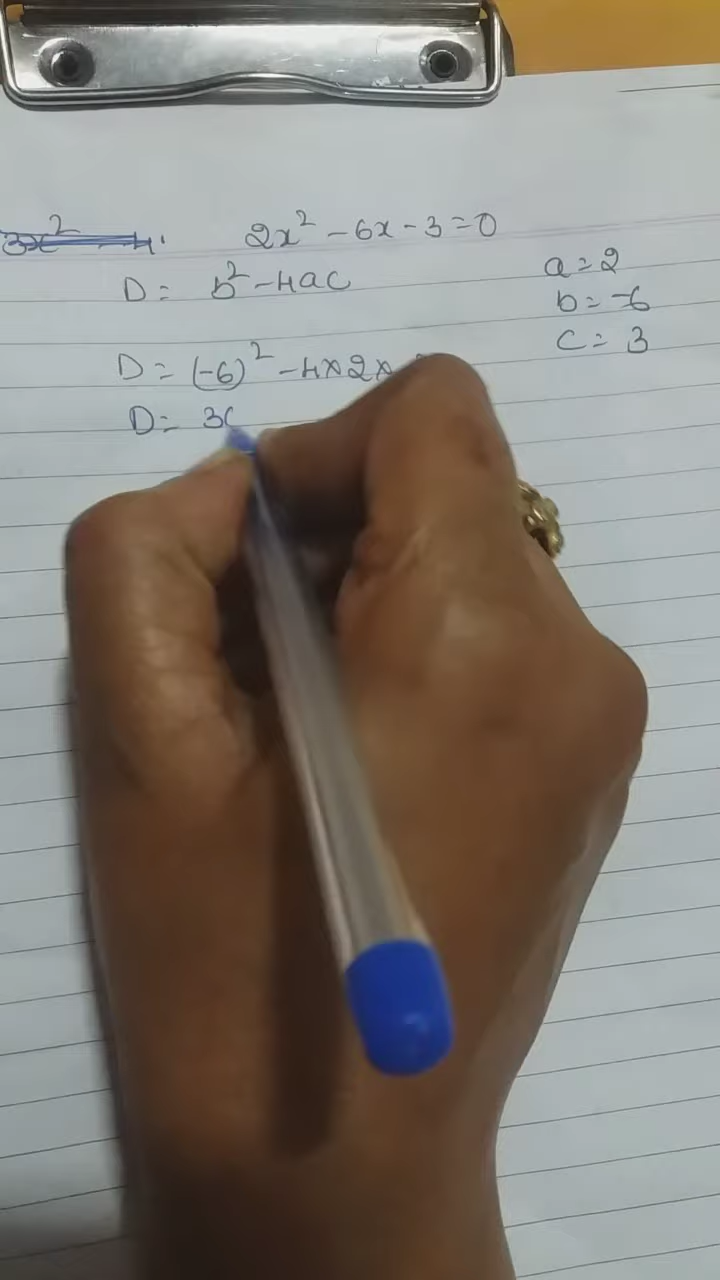 2x² - 6x - 3 = 0
D = b² - 4ac
a = 2
b = -6
c = 3
D = (-6)² - 4×2×
D = 3